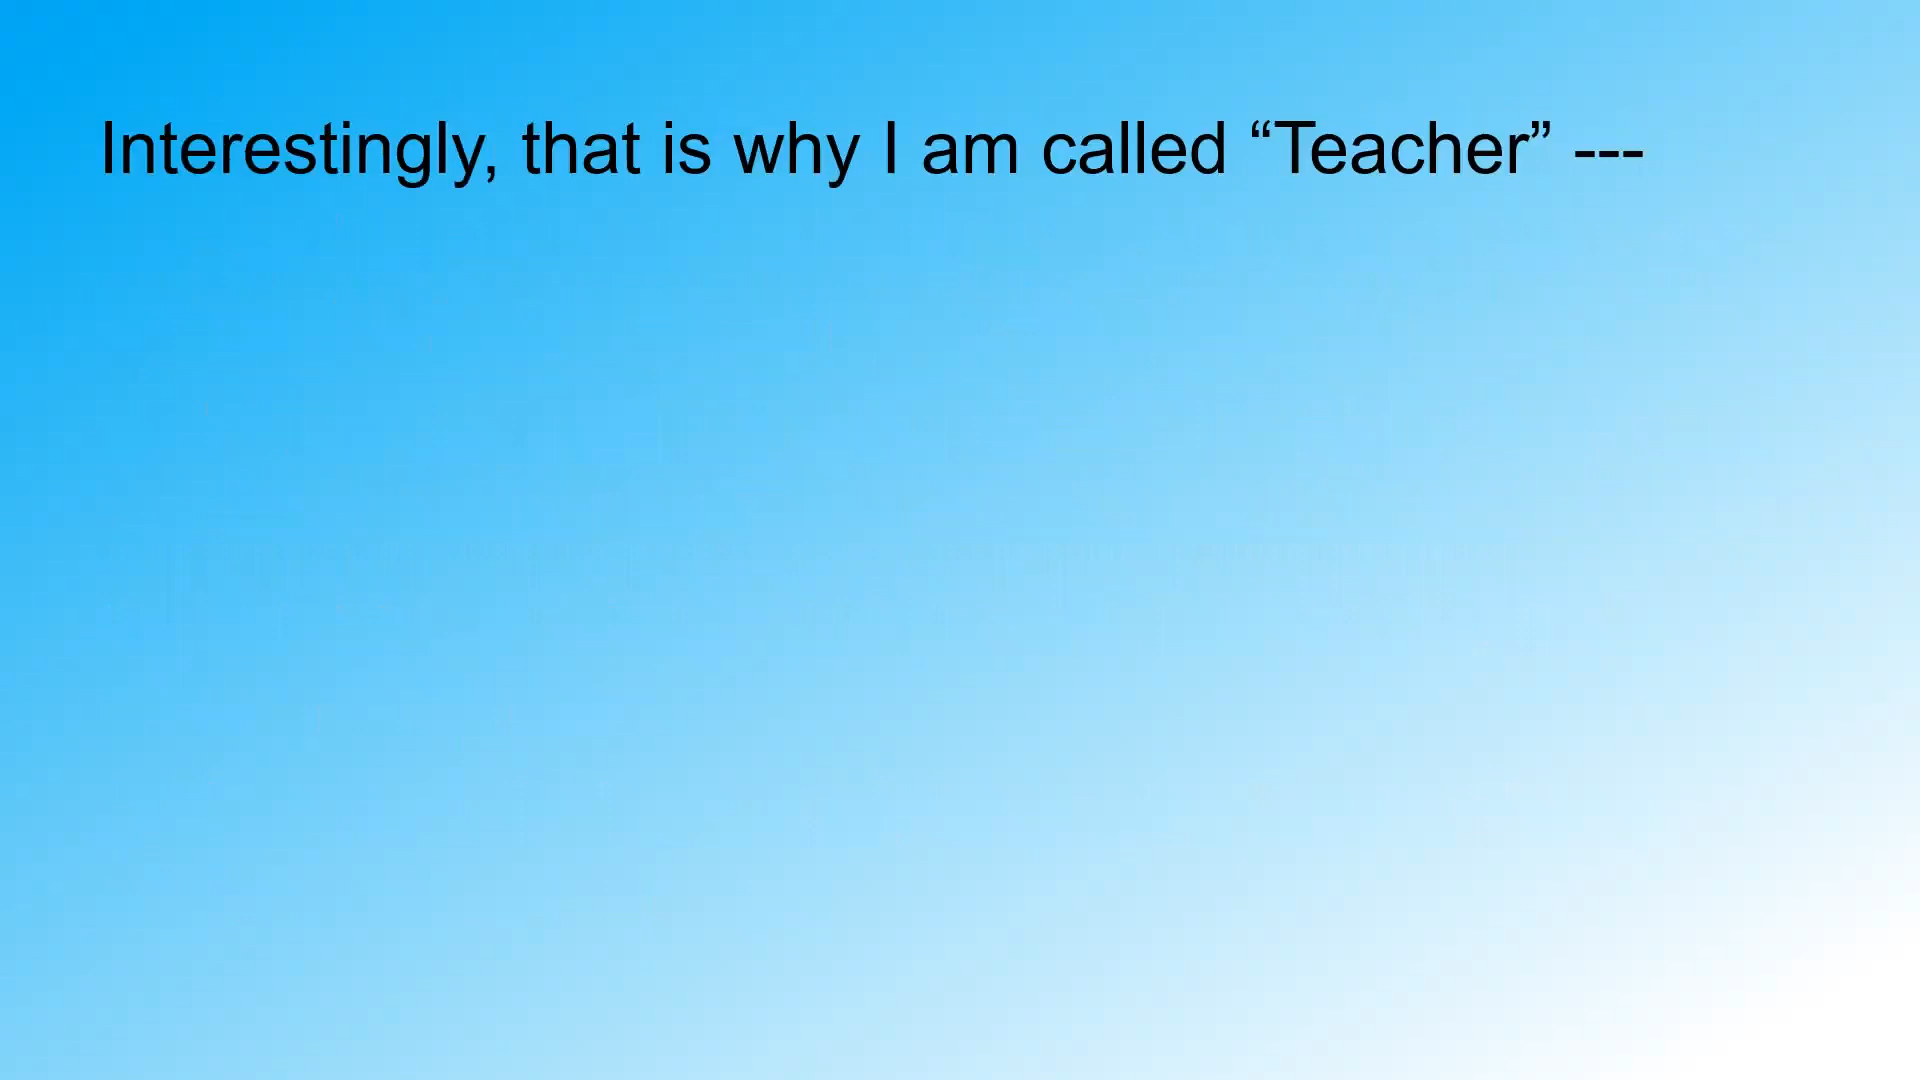 Interestingly, that is why I am called “Teacher” ---